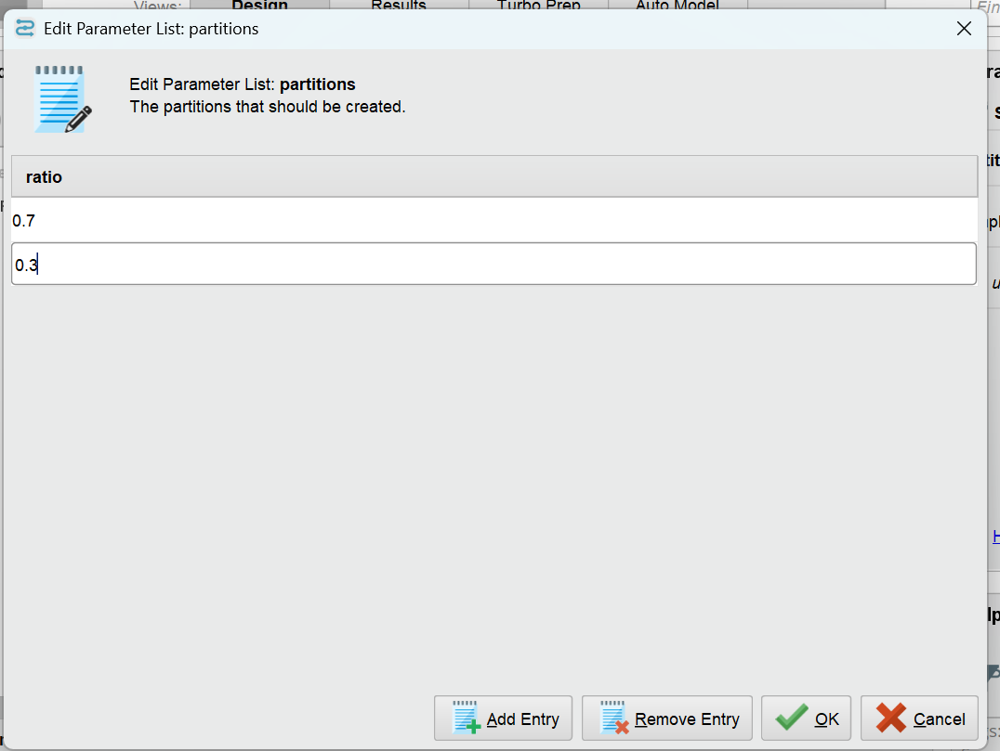 Views: Design Results Turbo Prep Auto Model
Edit Parameter List: partitions
Edit Parameter List: partitions
The partitions that should be created.
ratio
0.7
0.3
Add Entry Remove Entry OK Cancel